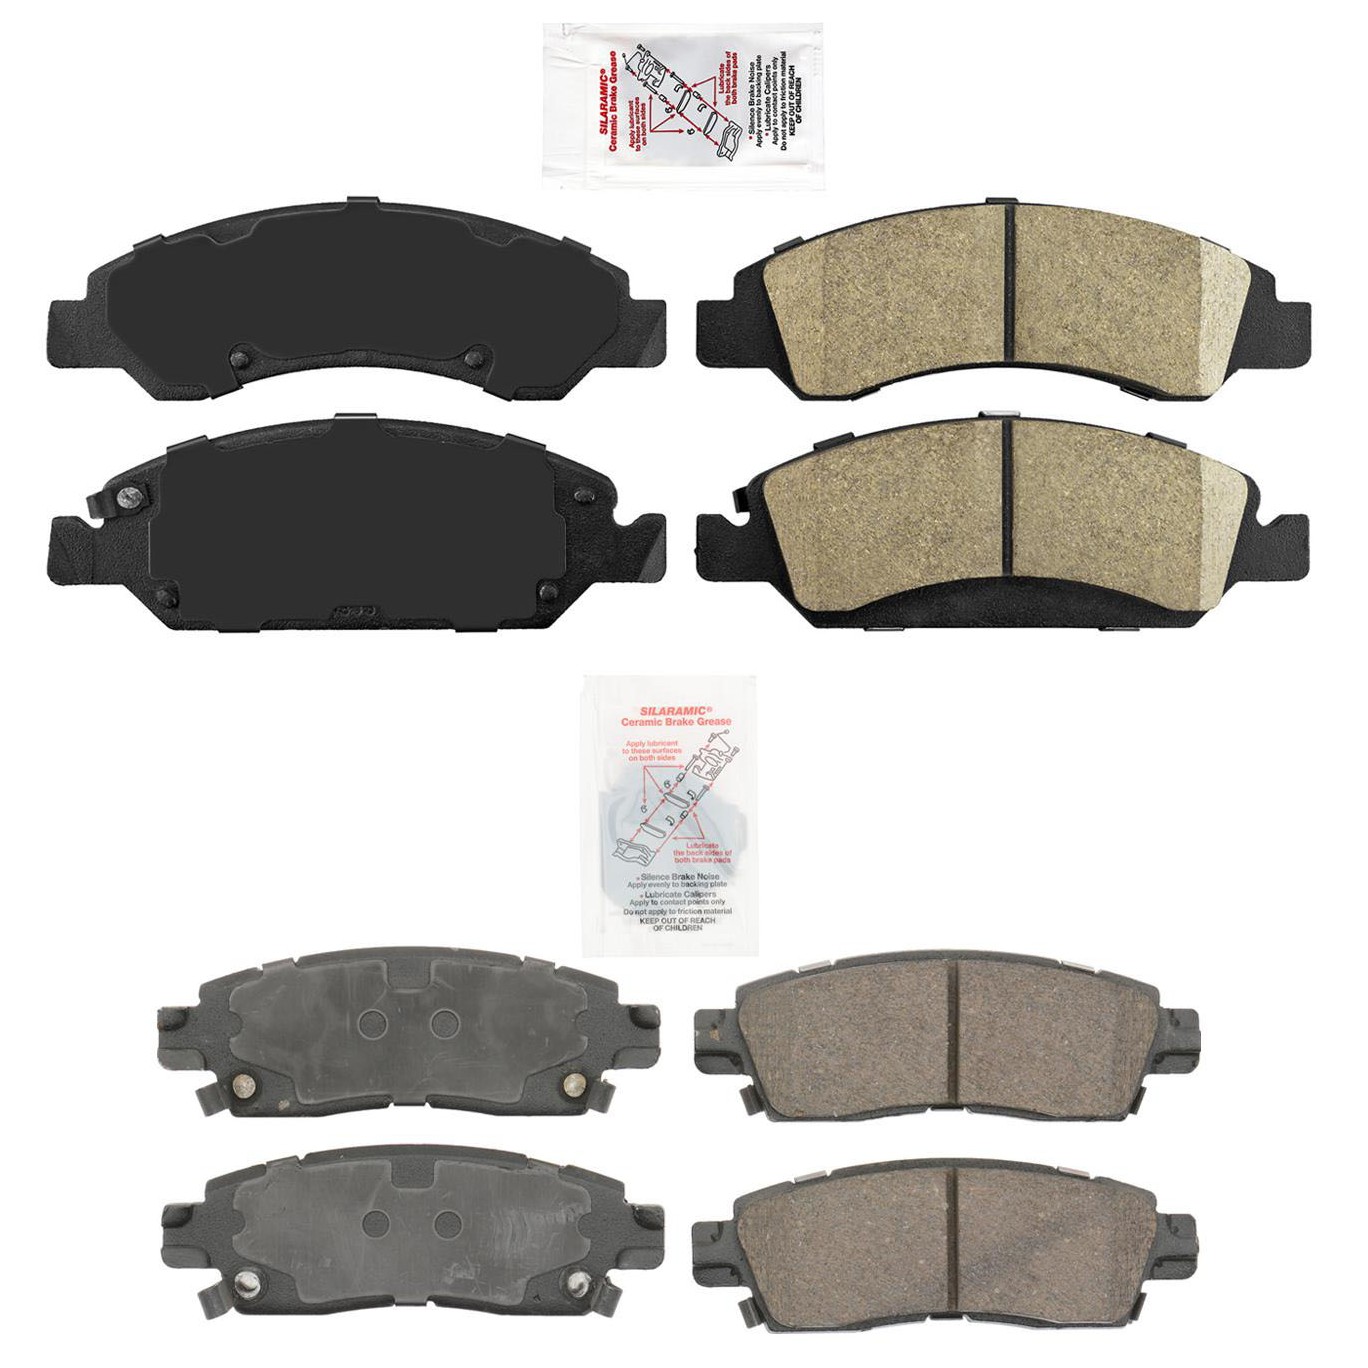 SILARAMIC®
Ceramic Brake Grease
Apply lubricant
to these surfaces
on both sides
Lubricate
the back sides of
both brake pads
• Silence Brake Noise
Apply evenly to backing plate
• Lubricate Calipers
Apply to contact points only
Do not apply to friction material
KEEP OUT OF REACH
OF CHILDREN
SILARAMIC®
Ceramic Brake Grease
Apply lubricant
to these surfaces
on both sides
Lubricate
the back sides of
both brake pads
• Silence Brake Noise
Apply evenly to backing plate
• Lubricate Calipers
Apply to contact points only
Do not apply to friction material
KEEP OUT OF REACH
OF CHILDREN